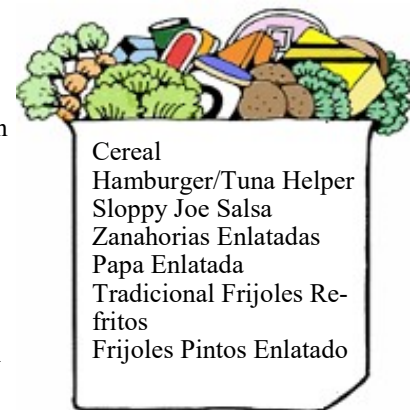 Cereal
Hamburger/Tuna Helper
Sloppy Joe Salsa
Zanahorias Enlatadas
Papa Enlatada
Tradicional Frijoles Re-
fritos
Frijoles Pintos Enlatado